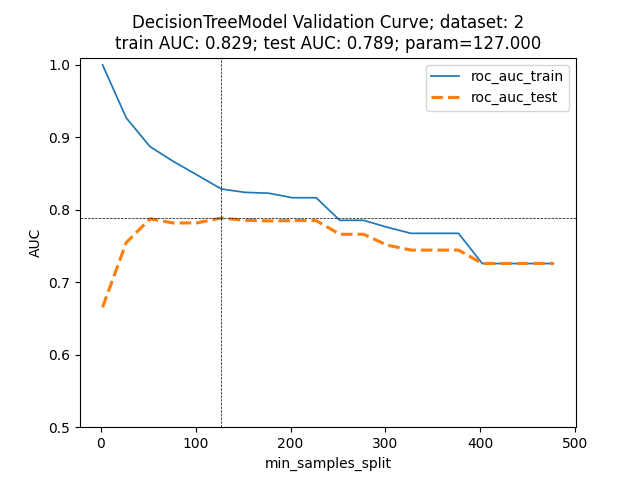 DecisionTreeModel Validation Curve; dataset: 2
train AUC: 0.829; test AUC: 0.789; param=127.000
roc_auc_train
roc_auc_test
1.0
0.9
0.8
0.7
0.6
0.5
AUC
0
100
200
300
400
500
min_samples_split